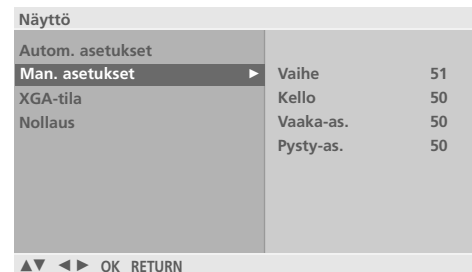 Näyttö
Autom. asetukset
Man. asetukset ►
XGA-tila
Nollaus
Vaihe 51
Kello 50
Vaaka-as. 50
Pysty-as. 50
▲▼ ◄► OK RETURN